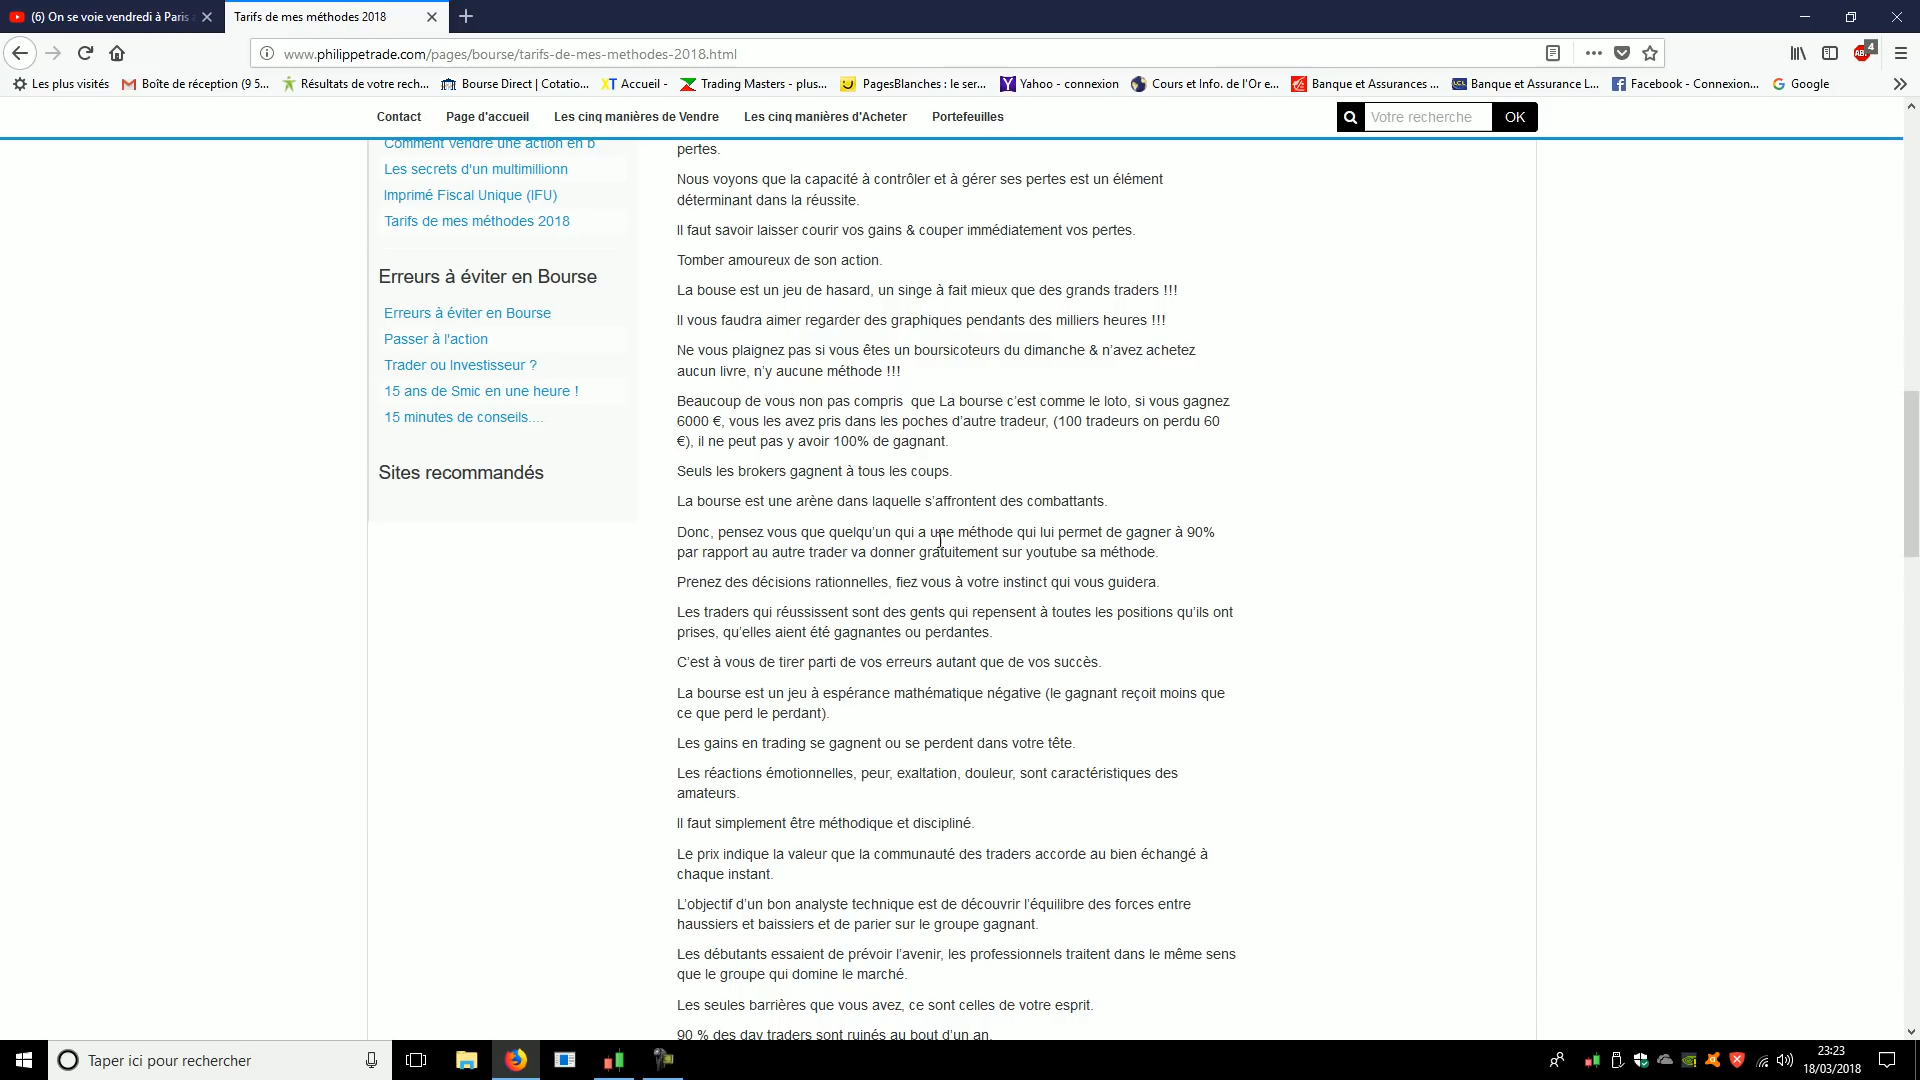 (6) On se voie vendredi à Paris
Tarifs de mes méthodes 2018
www.philippetrade.com/pages/bourse/tarifs-de-mes-methodes-2018.html
4
Les plus visités
Boîte de réception (9 5...
Résultats de votre rech...
Bourse Direct | Cotatio...
Accueil -
Trading Masters - plus...
PagesBlanches : le ser...
Yahoo - connexion
Cours et Info. de l'Or e...
Banque et Assurances ...
Banque et Assurance L...
Facebook - Connexion...
Google
Contact
Page d'accueil
Les cinq manières de Vendre
Les cinq manières d'Acheter
Portefeuilles
Votre recherche
OK
Comment vendre une action en b
Les secrets d'un multimillionn
Imprimé Fiscal Unique (IFU)
Tarifs de mes méthodes 2018
Erreurs à éviter en Bourse
Erreurs à éviter en Bourse
Passer à l'action
Trader ou Investisseur ?
15 ans de Smic en une heure !
15 minutes de conseils....
Sites recommandés
pertes.
Nous voyons que la capacité à contrôler et à gérer ses pertes est un élément
déterminant dans la réussite.
Il faut savoir laisser courir vos gains & couper immédiatement vos pertes.
Tomber amoureux de son action.
La bouse est un jeu de hasard, un singe à fait mieux que des grands traders !!!
Il vous faudra aimer regarder des graphiques pendants des milliers heures !!!
Ne vous plaignez pas si vous êtes un boursicoteurs du dimanche & n’avez achetez
aucun livre, n’y aucune méthode !!!
Beaucoup de vous non pas compris  que La bourse c’est comme le loto, si vous gagnez
6000 €, vous les avez pris dans les poches d’autre tradeur, (100 tradeurs on perdu 60
€), il ne peut pas y avoir 100% de gagnant.
Seuls les brokers gagnent à tous les coups.
La bourse est une arène dans laquelle s’affrontent des combattants.
Donc, pensez vous que quelqu’un qui a une méthode qui lui permet de gagner à 90%
par rapport au autre trader va donner gratuitement sur youtube sa méthode.
Prenez des décisions rationnelles, fiez vous à votre instinct qui vous guidera.
Les traders qui réussissent sont des gents qui repensent à toutes les positions qu’ils ont
prises, qu’elles aient été gagnantes ou perdantes.
C’est à vous de tirer parti de vos erreurs autant que de vos succès.
La bourse est un jeu à espérance mathématique négative (le gagnant reçoit moins que
ce que perd le perdant).
Les gains en trading se gagnent ou se perdent dans votre tête.
Les réactions émotionnelles, peur, exaltation, douleur, sont caractéristiques des
amateurs.
Il faut simplement être méthodique et discipliné.
Le prix indique la valeur que la communauté des traders accorde au bien échangé à
chaque instant.
L’objectif d’un bon analyste technique est de découvrir l’équilibre des forces entre
haussiers et baissiers et de parier sur le groupe gagnant.
Les débutants essaient de prévoir l’avenir, les professionnels traitent dans le même sens
que le groupe qui domine le marché.
Les seules barrières que vous avez, ce sont celles de votre esprit.
90 % des day traders sont ruinés au bout d’un an.
Taper ici pour rechercher
23:23
18/03/2018